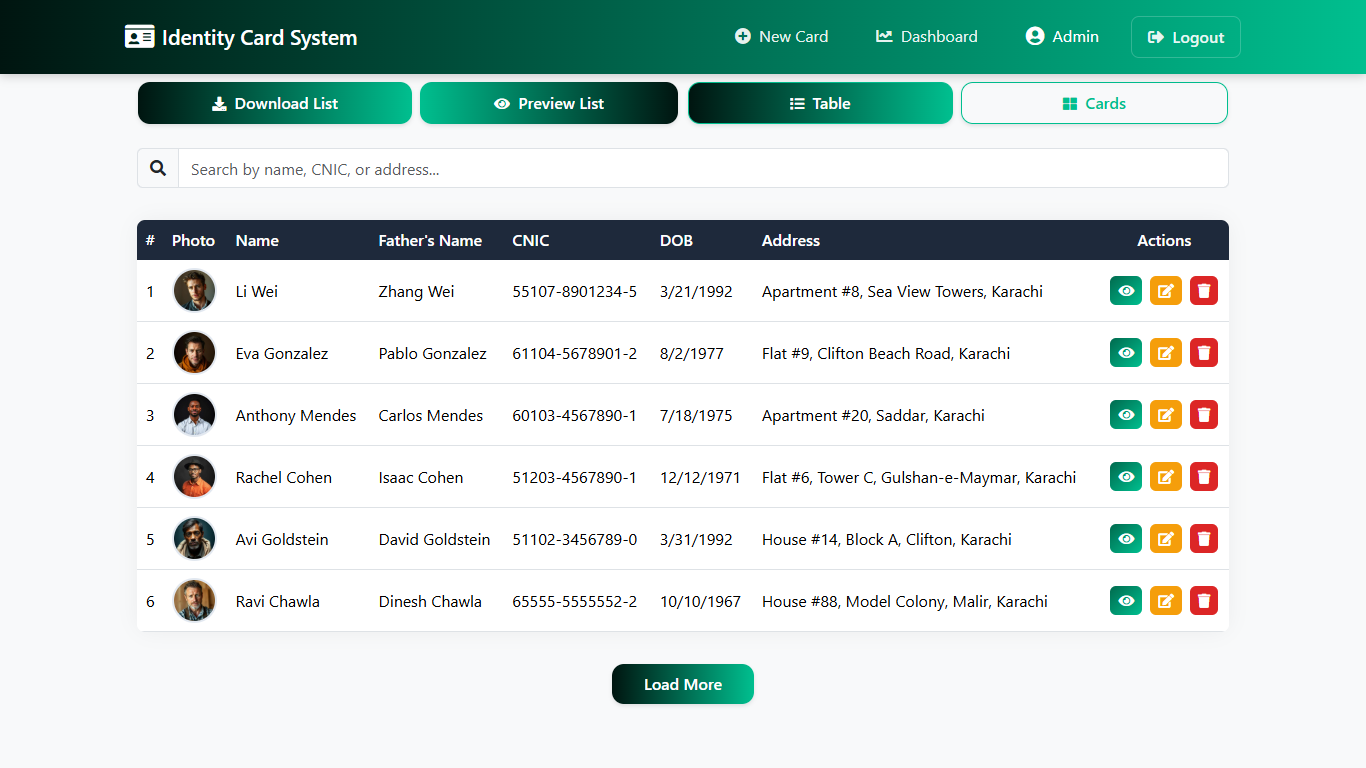 Identity Card System New Card Dashboard Admin Logout
Download List Preview List Table Cards
Search by name, CNIC, or address...
# Photo Name Father's Name CNIC DOB Address Actions
1 Li Wei Zhang Wei 55107-8901234-5 3/21/1992 Apartment #8, Sea View Towers, Karachi
2 Eva Gonzalez Pablo Gonzalez 61104-5678901-2 8/2/1977 Flat #9, Clifton Beach Road, Karachi
3 Anthony Mendes Carlos Mendes 60103-4567890-1 7/18/1975 Apartment #20, Saddar, Karachi
4 Rachel Cohen Isaac Cohen 51203-4567890-1 12/12/1971 Flat #6, Tower C, Gulshan-e-Maymar, Karachi
5 Avi Goldstein David Goldstein 51102-3456789-0 3/31/1992 House #14, Block A, Clifton, Karachi
6 Ravi Chawla Dinesh Chawla 65555-5555552-2 10/10/1967 House #88, Model Colony, Malir, Karachi
Load More